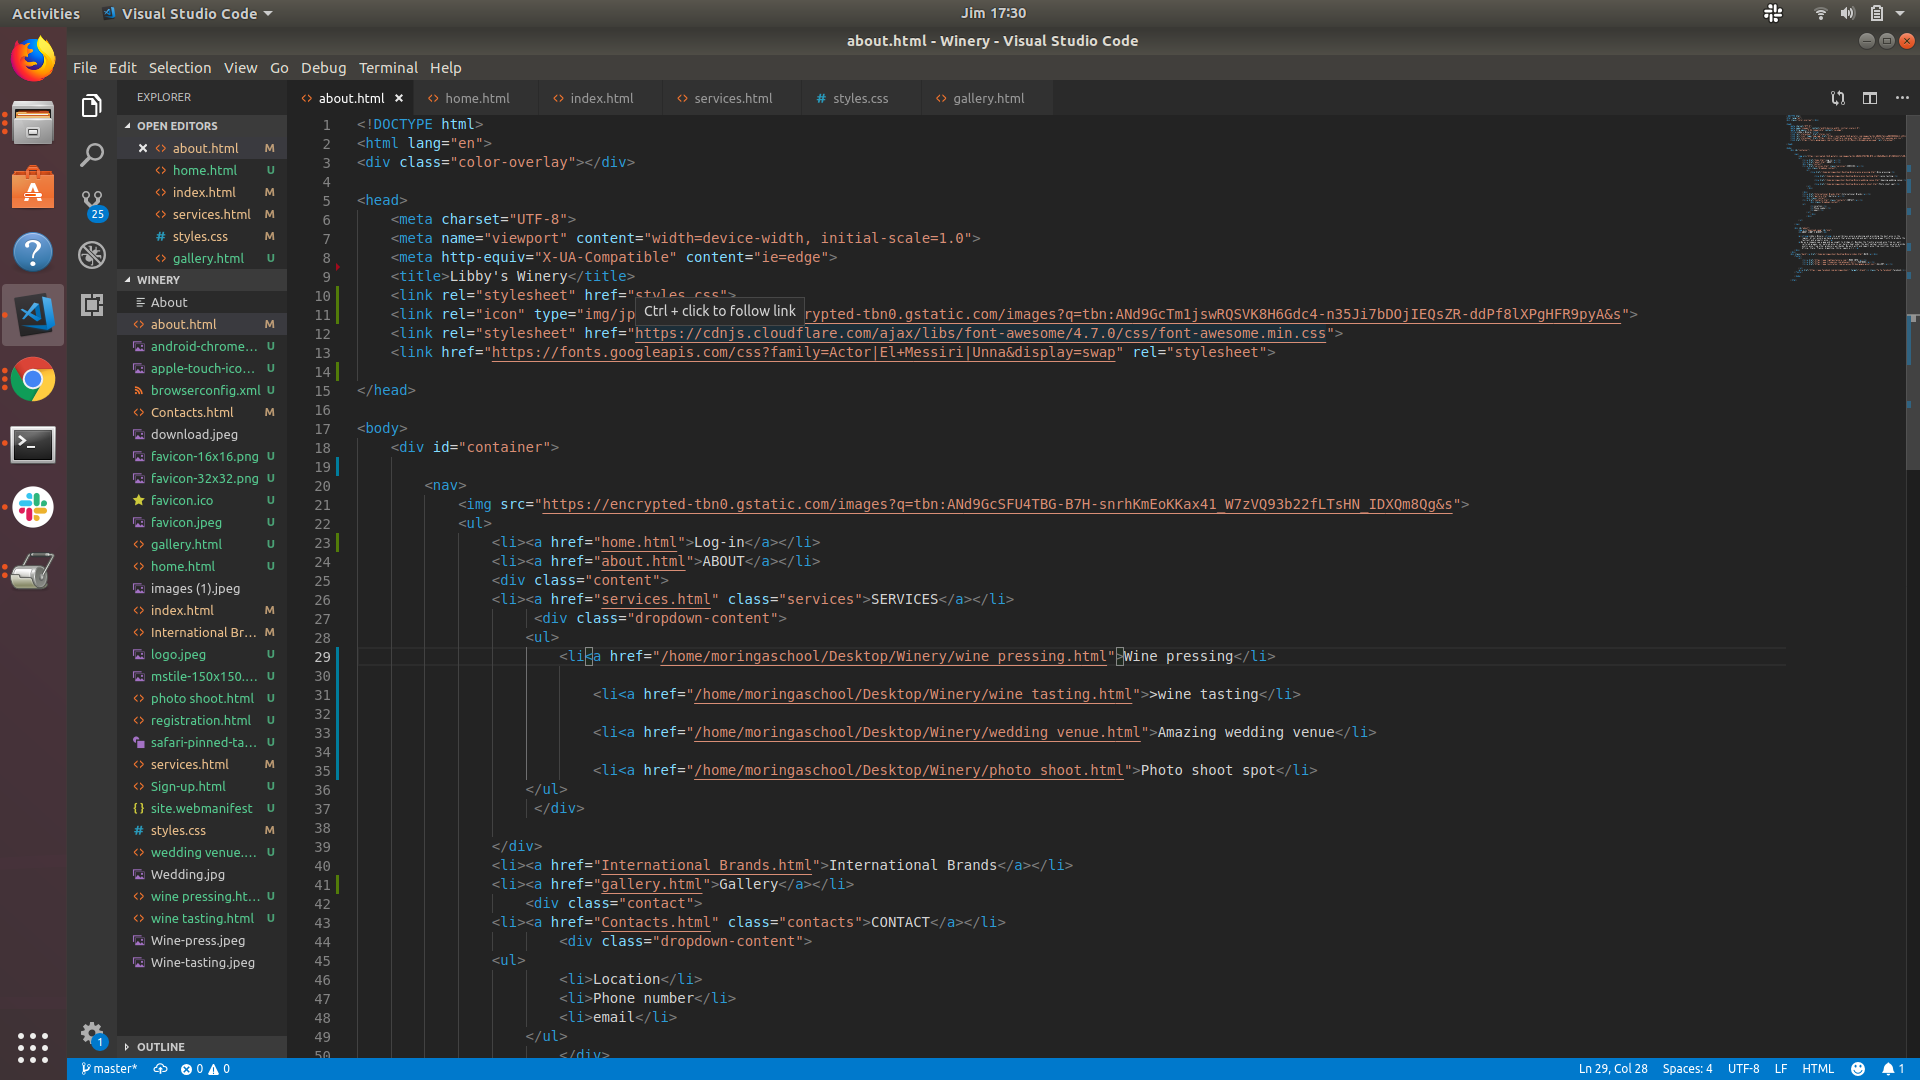 Activities
Visual Studio Code
Jim 17:30
about.html - Winery - Visual Studio Code
File Edit Selection View Go Debug Terminal Help
EXPLORER
OPEN EDITORS
about.html M
home.html U
index.html M
services.html M
styles.css M
gallery.html U
WINERY
About
about.html M
android-chrome... U
apple-touch-ico... U
browserconfig.xml U
Contacts.html M
download.jpeg
favicon-16x16.png U
favicon-32x32.png U
favicon.ico U
favicon.jpeg U
gallery.html U
home.html U
images (1).jpeg
index.html M
International Br... M
logo.jpeg U
mstile-150x150.... U
photo shoot.html U
registration.html U
safari-pinned-ta... U
services.html M
Sign-up.html U
site.webmanifest U
styles.css M
wedding venue.... U
Wedding.jpg
wine pressing.ht... U
wine tasting.html U
Wine-press.jpeg
Wine-tasting.jpeg
OUTLINE
25
1
about.html home.html index.html services.html styles.css gallery.html
1 <!DOCTYPE html>
2 <html lang="en">
3 <div class="color-overlay"></div>
4
5 <head>
6 <meta charset="UTF-8">
7 <meta name="viewport" content="width=device-width, initial-scale=1.0">
8 <meta http-equiv="X-UA-Compatible" content="ie=edge">
9 <title>Libby's Winery</title>
10 <link rel="stylesheet" href="styles.css">
11 <link rel="icon" type="img/jp
Ctrl + click to follow link
rypted-tbn0.gstatic.com/images?q=tbn:ANd9GcTm1jswRQSVK8H6Gdc4-n35Ji7bDOjIEQsZR-ddPf8lXPgHFR9pyA&s">
12 <link rel="stylesheet" href="https://cdnjs.cloudflare.com/ajax/libs/font-awesome/4.7.0/css/font-awesome.min.css">
13 <link href="https://fonts.googleapis.com/css?family=Actor|El+Messiri|Unna&display=swap" rel="stylesheet">
14
15 </head>
16
17 <body>
18 <div id="container">
19
20 <nav>
21 <img src="https://encrypted-tbn0.gstatic.com/images?q=tbn:ANd9GcSFU4TBG-B7H-snrhKmEoKKax41_W7zVQ93b22fLTsHN_IDXQm8Qg&s">
22 <ul>
23 <li><a href="home.html">Log-in</a></li>
24 <li><a href="about.html">ABOUT</a></li>
25 <div class="content">
26 <li><a href="services.html" class="services">SERVICES</a></li>
27 <div class="dropdown-content">
28 <ul>
29 <li<a href="/home/moringaschool/Desktop/Winery/wine pressing.html">Wine pressing</li>
30
31 <li<a href="/home/moringaschool/Desktop/Winery/wine tasting.html">>wine tasting</li>
32
33 <li<a href="/home/moringaschool/Desktop/Winery/wedding venue.html">Amazing wedding venue</li>
34
35 <li<a href="/home/moringaschool/Desktop/Winery/photo shoot.html">Photo shoot spot</li>
36 </ul>
37 </div>
38
39 </div>
40 <li><a href="International Brands.html">International Brands</a></li>
41 <li><a href="gallery.html">Gallery</a></li>
42 <div class="contact">
43 <li><a href="Contacts.html" class="contacts">CONTACT</a></li>
44 <div class="dropdown-content">
45 <ul>
46 <li>Location</li>
47 <li>Phone number</li>
48 <li>email</li>
49 </ul>
50 </div>
master* 0 0
Ln 29, Col 28 Spaces: 4 UTF-8 LF HTML 1